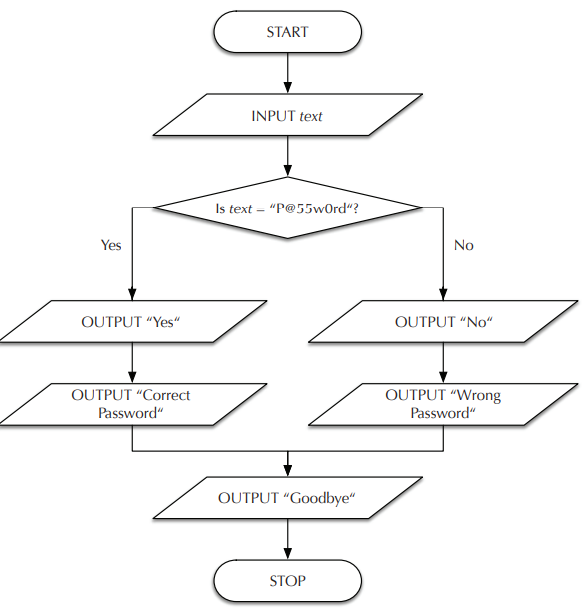 START
INPUT text
Is text = “P@55w0rd“?
Yes
No
OUTPUT “Yes“
OUTPUT “No“
OUTPUT “Correct
Password“
OUTPUT “Wrong
Password“
OUTPUT “Goodbye“
STOP